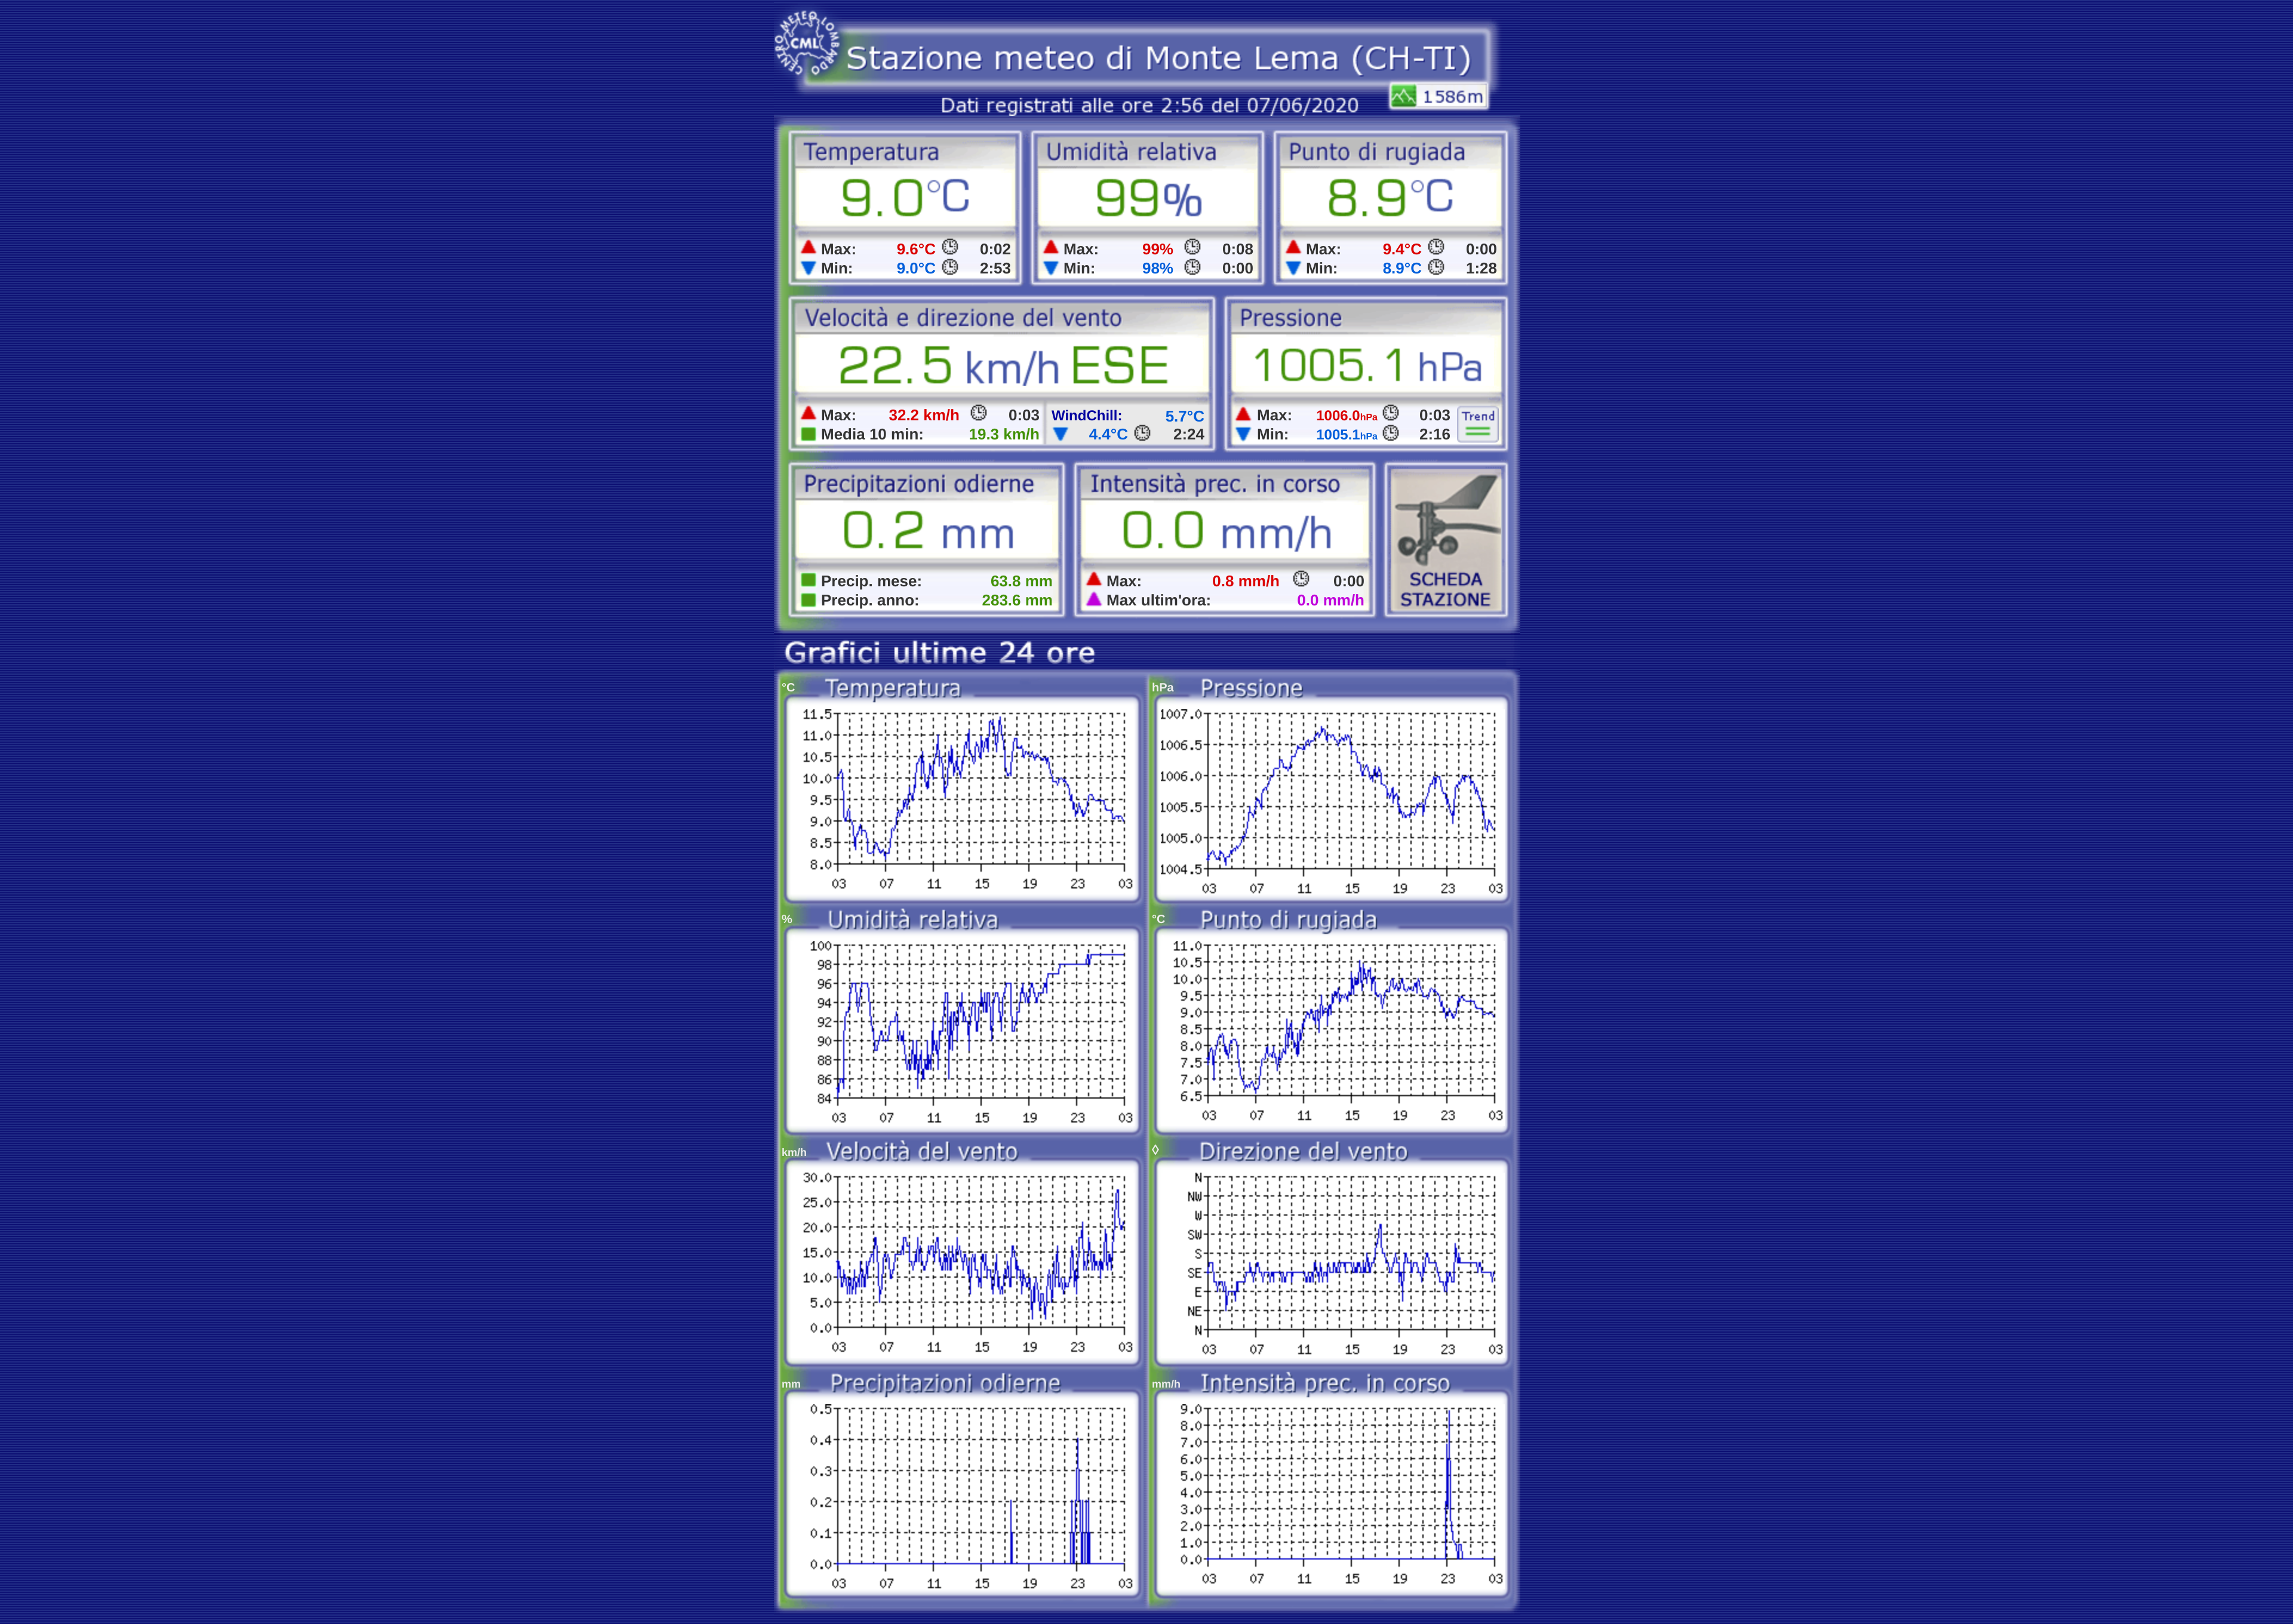 CENTRO METEO LOMBARDO
CML
Stazione meteo di Monte Lema (CH-TI)
1586m
Dati registrati alle ore 2:56 del 07/06/2020
Temperatura Umidità relativa Punto di rugiada
9.0°C 99% 8.9°C
Max: 9.6°C 0:02 Max: 99% 0:08 Max: 9.4°C 0:00
Min: 9.0°C 2:53 Min: 98% 0:00 Min: 8.9°C 1:28
Velocità e direzione del vento Pressione
22.5 km/h ESE 1005.1 hPa
Max: 32.2 km/h 0:03 WindChill: 5.7°C Max: 1006.0hPa 0:03 Trend
Media 10 min: 19.3 km/h 4.4°C 2:24 Min: 1005.1hPa 2:16
Precipitazioni odierne Intensità prec. in corso
0.2 mm 0.0 mm/h
Precip. mese: 63.8 mm Max: 0.8 mm/h 0:00 SCHEDA
Precip. anno: 283.6 mm Max ultim'ora: 0.0 mm/h STAZIONE
Grafici ultime 24 ore
°C Temperatura
11.5
11.0
10.5
10.0
9.5
9.0
8.5
8.0
03 07 11 15 19 23 03
hPa Pressione
1007.0
1006.5
1006.0
1005.5
1005.0
1004.5
03 07 11 15 19 23 03
% Umidità relativa
100
98
96
94
92
90
88
86
84
03 07 11 15 19 23 03
°C Punto di rugiada
11.0
10.5
10.0
9.5
9.0
8.5
8.0
7.5
7.0
6.5
03 07 11 15 19 23 03
km/h Velocità del vento
30.0
25.0
20.0
15.0
10.0
5.0
0.0
03 07 11 15 19 23 03
◊ Direzione del vento
N
NW
W
SW
S
SE
E
NE
N
03 07 11 15 19 23 03
mm Precipitazioni odierne
0.5
0.4
0.3
0.2
0.1
0.0
03 07 11 15 19 23 03
mm/h Intensità prec. in corso
9.0
8.0
7.0
6.0
5.0
4.0
3.0
2.0
1.0
0.0
03 07 11 15 19 23 03